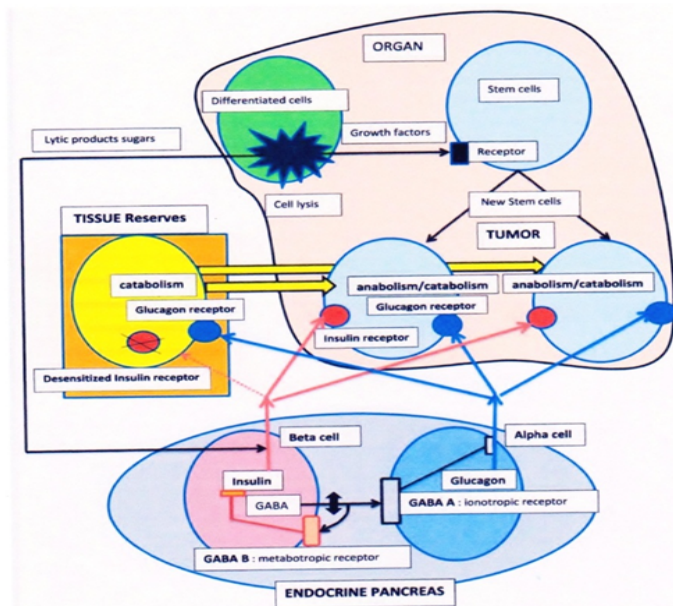 ORGAN
Differentiated cells
Stem cells
Lytic products sugars
Growth factors
Receptor
Cell lysis
New Stem cells
TISSUE Reserves
TUMOR
catabolism
anabolism/catabolism
anabolism/catabolism
Glucagon receptor
Glucagon receptor
Insulin receptor
Desensitized Insulin receptor
Beta cell
Alpha cell
Insulin
Glucagon
GABA
GABA A : ionotropic receptor
GABA B : metabotropic receptor
ENDOCRINE PANCREAS